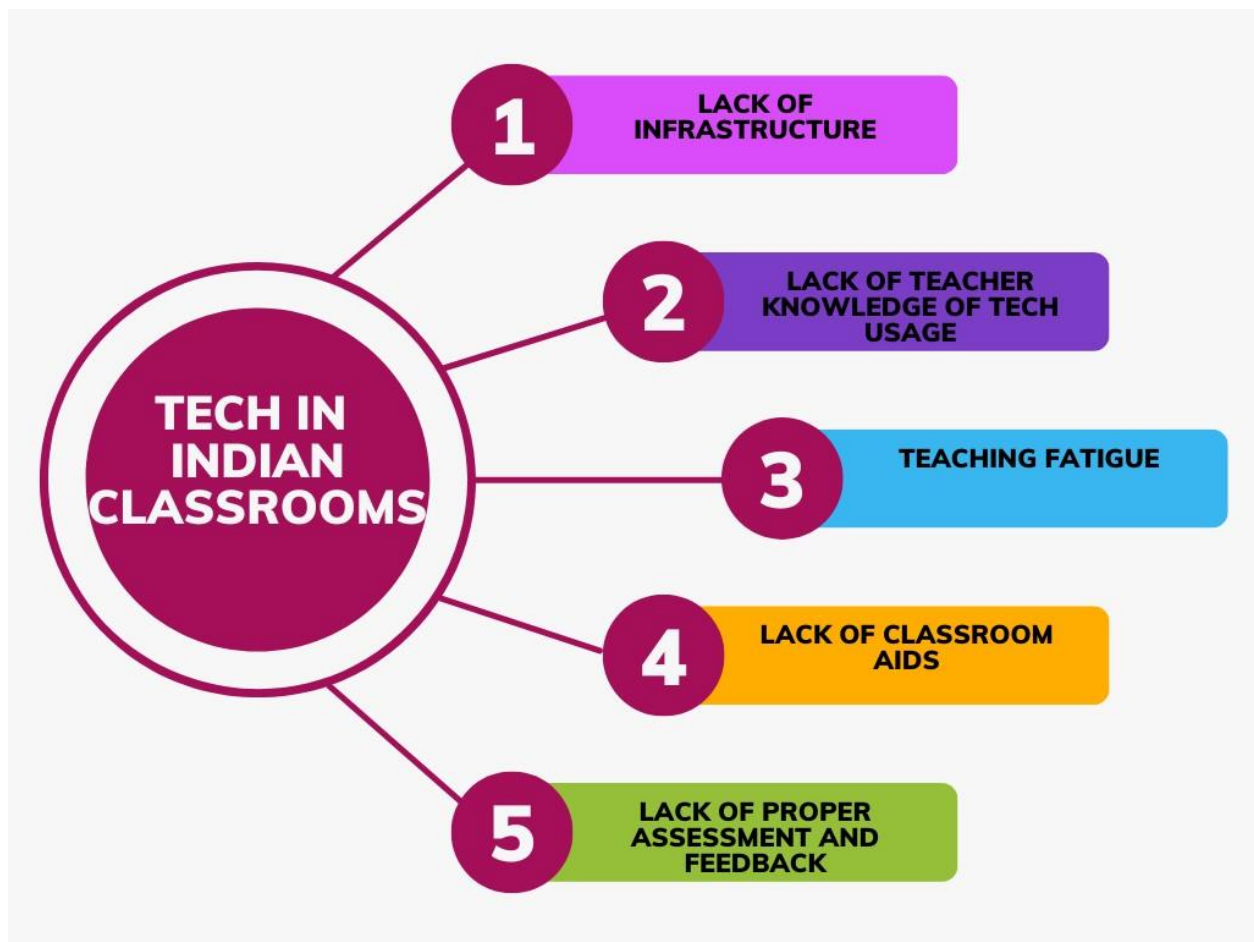 TECH IN
INDIAN
CLASSROOMS
1
LACK OF
INFRASTRUCTURE
2
LACK OF TEACHER
KNOWLEDGE OF TECH
USAGE
3
TEACHING FATIGUE
4
LACK OF CLASSROOM
AIDS
5
LACK OF PROPER
ASSESSMENT AND
FEEDBACK